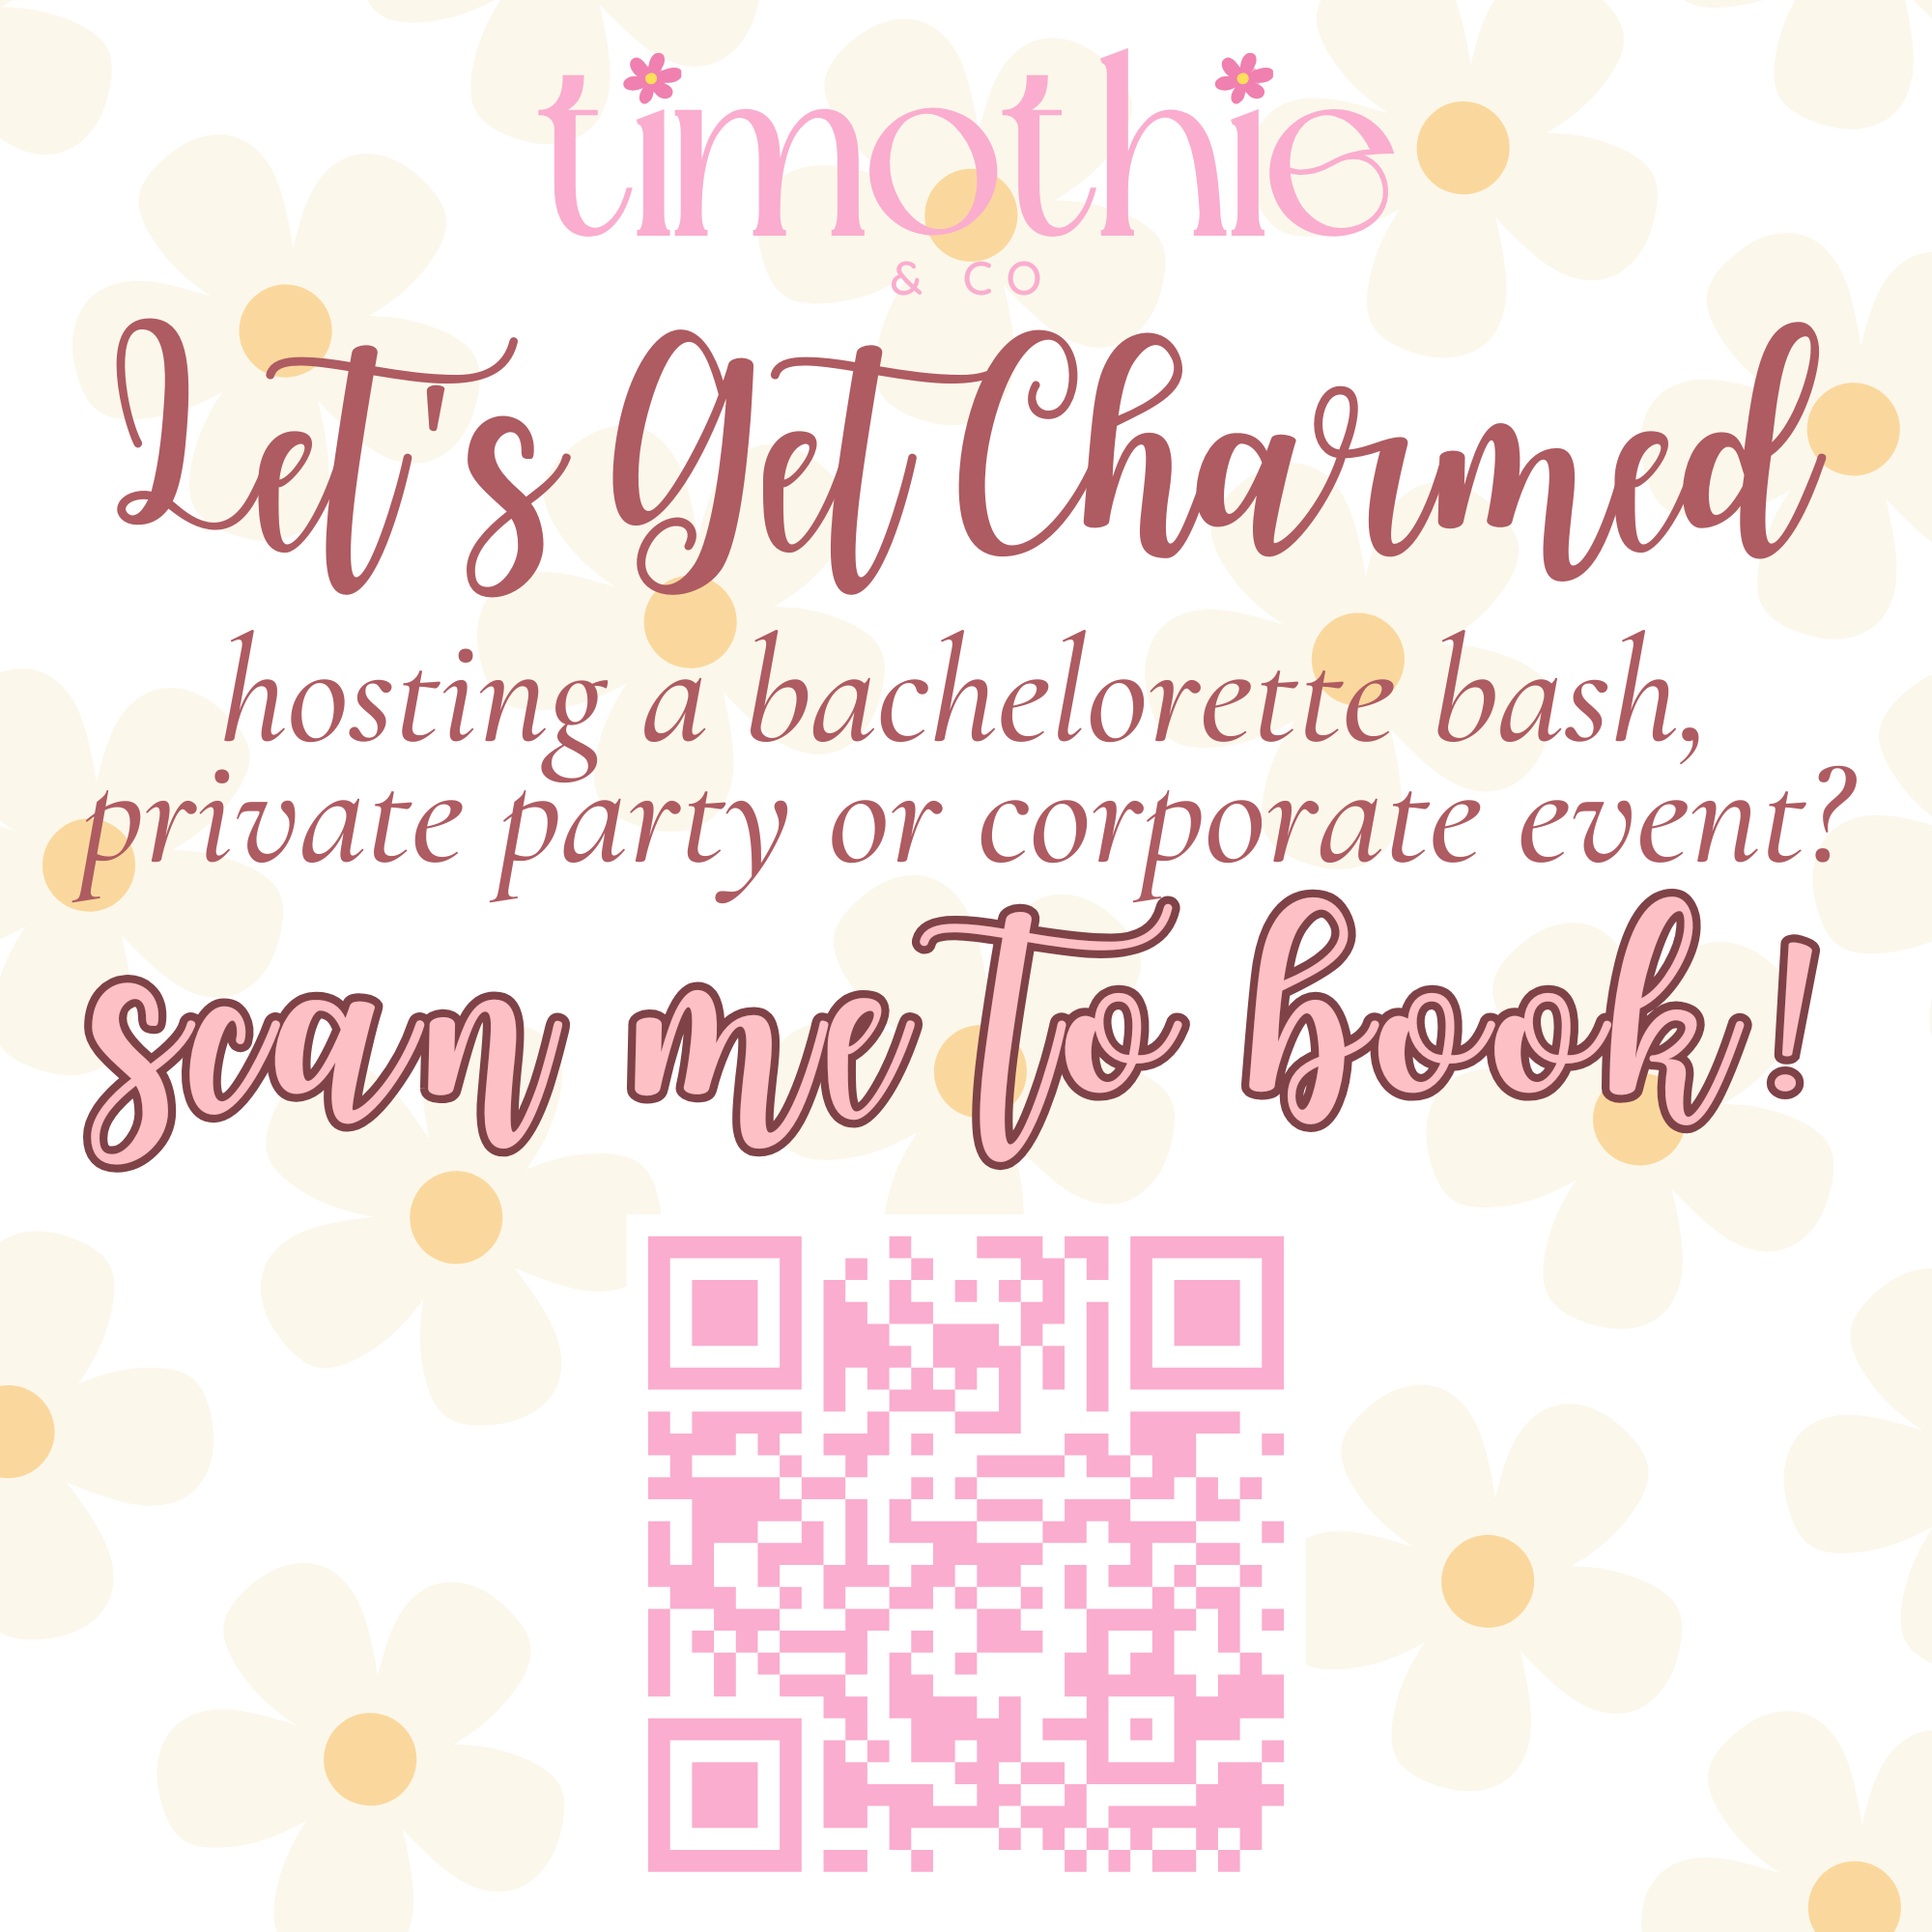 timothie
& CO
Let's Get Charmed
hosting a bachelorette bash,
private party or corporate event?
scan me to book!